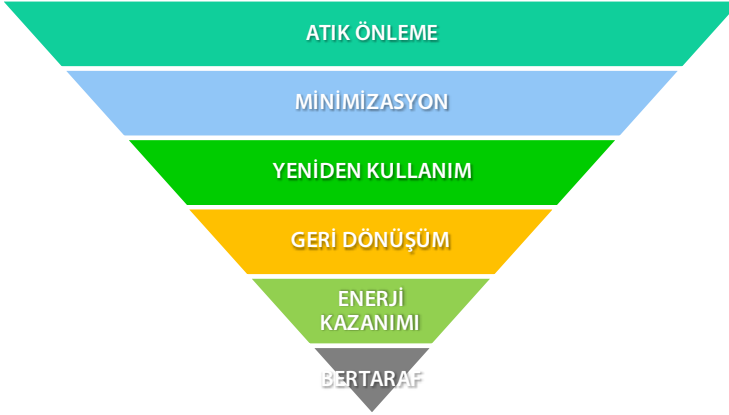 ATIK ÖNLEME
MİNİMİZASYON
YENİDEN KULLANIM
GERİ DÖNÜŞÜM
ENERJİ
KAZANIMI
BERTARAF